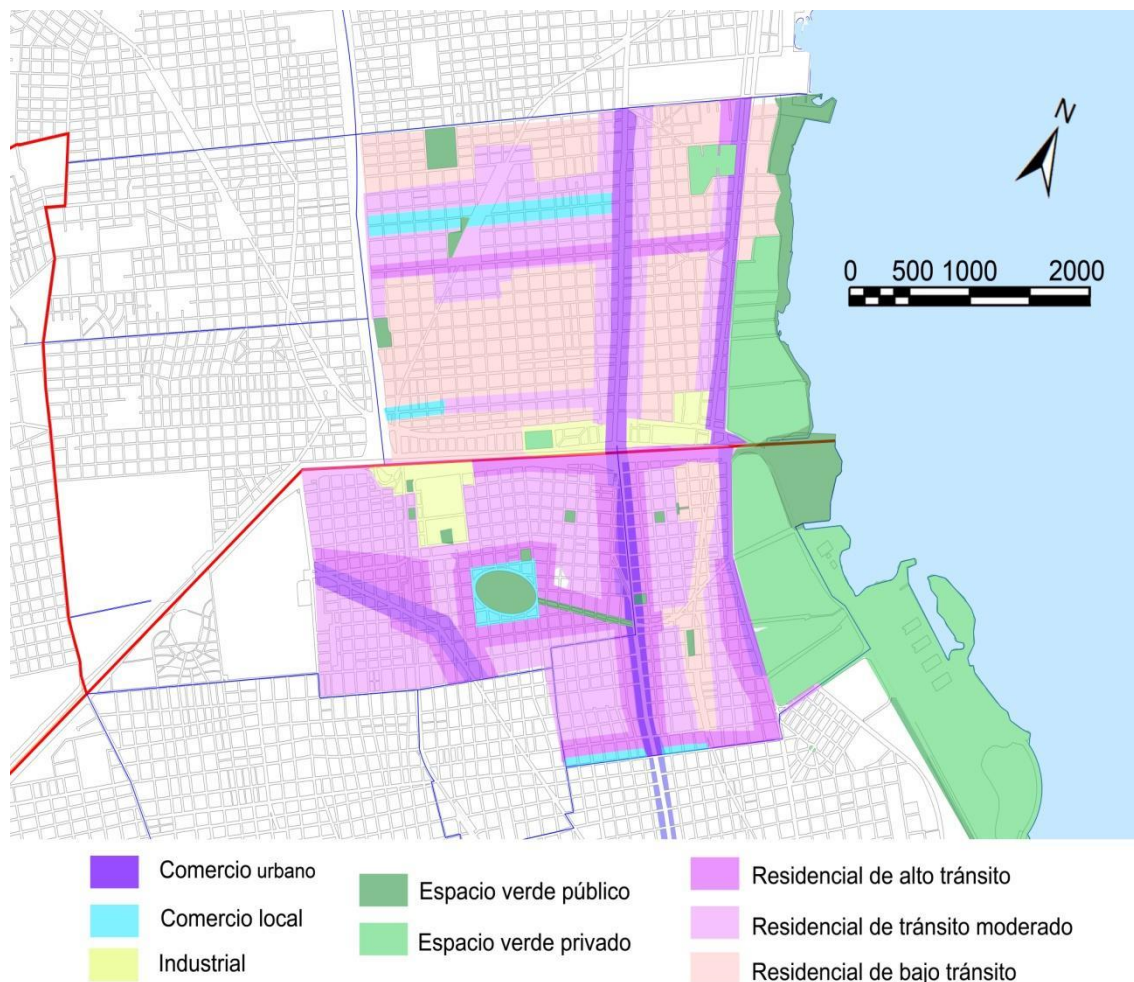 N
0 500 1000 2000
Comercio urbano
Comercio local
Industrial
Espacio verde público
Espacio verde privado
Residencial de alto tránsito
Residencial de tránsito moderado
Residencial de bajo tránsito